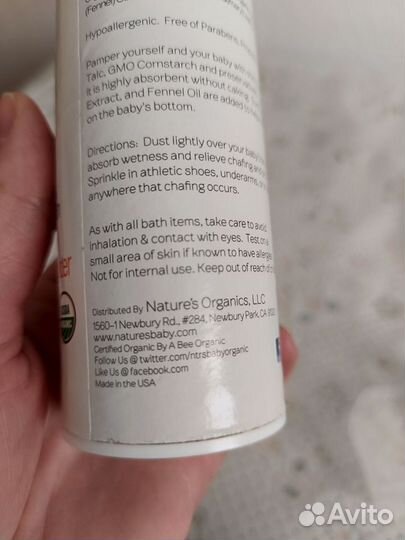 (Fennel) O
Hypoallergenic. Free of Parabens,
Pamper yourself and your baby with
Talc, GMO Cornstarch and
It is highly absorbent without caking.
Extract, and Fennel Oil are added to
on the baby's bottom.
Directions: Dust lightly over your baby
absorb wetness and relieve chafing and
Sprinkle in athletic shoes, underarms, or
anywhere that chafing occurs.
As with all bath items, take care to avoid
inhalation & contact with eyes. Test on a
small area of skin if known to have allergies.
Not for internal use. Keep out of reach of
Distributed By Nature's Organics, LLC
1560-1 Newbury Rd., #284, Newbury Park, CA
www.naturesbaby.com
Certified Organic By A Bee Organic
Follow Us @ twitter.com/ntrsbabyorganic
Like Us @ facebook.com
Made in the USA
Avito